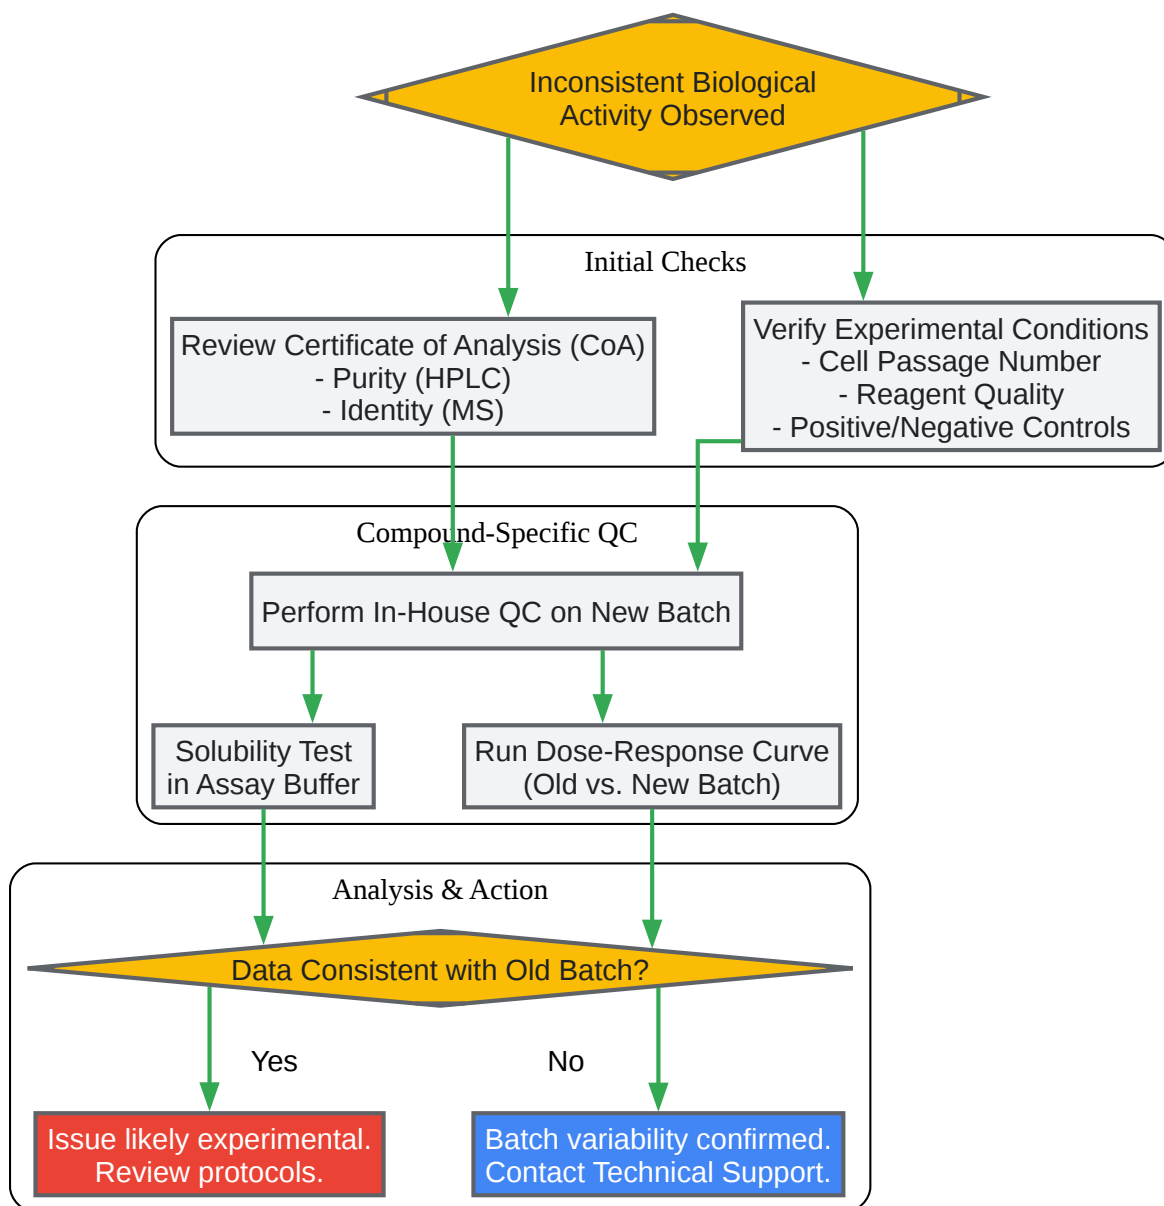 Inconsistent Biological
Activity Observed
Initial Checks
Review Certificate of Analysis (CoA)
- Purity (HPLC)
- Identity (MS)
Verify Experimental Conditions
- Cell Passage Number
- Reagent Quality
- Positive/Negative Controls
Compound-Specific QC
Perform In-House QC on New Batch
Solubility Test
in Assay Buffer
Run Dose-Response Curve
(Old vs. New Batch)
Analysis & Action
Data Consistent with Old Batch?
Yes
No
Issue likely experimental.
Review protocols.
Batch variability confirmed.
Contact Technical Support.